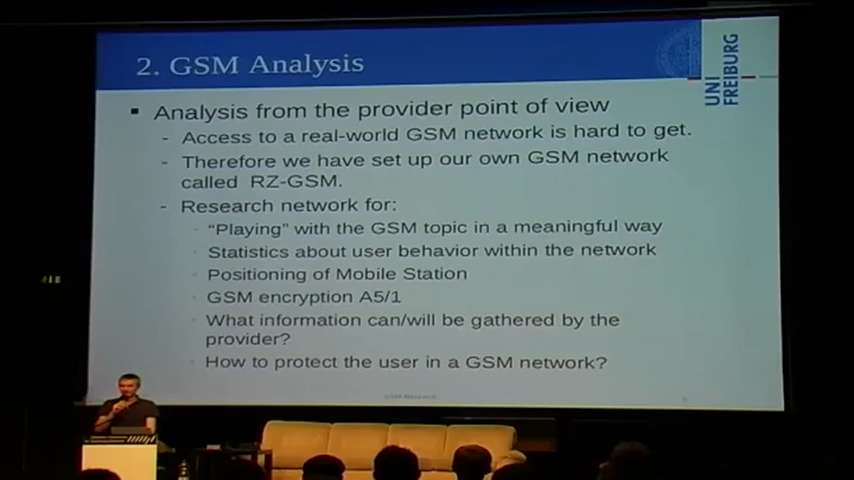 2. GSM Analysis
UNI
FREIBURG
▪ Analysis from the provider point of view
- Access to a real-world GSM network is hard to get.
- Therefore we have set up our own GSM network
called RZ-GSM.
- Research network for:
"Playing" with the GSM topic in a meaningful way
Statistics about user behavior within the network
Positioning of Mobile Station
GSM encryption A5/1
What information can/will be gathered by the
provider?
How to protect the user in a GSM network?